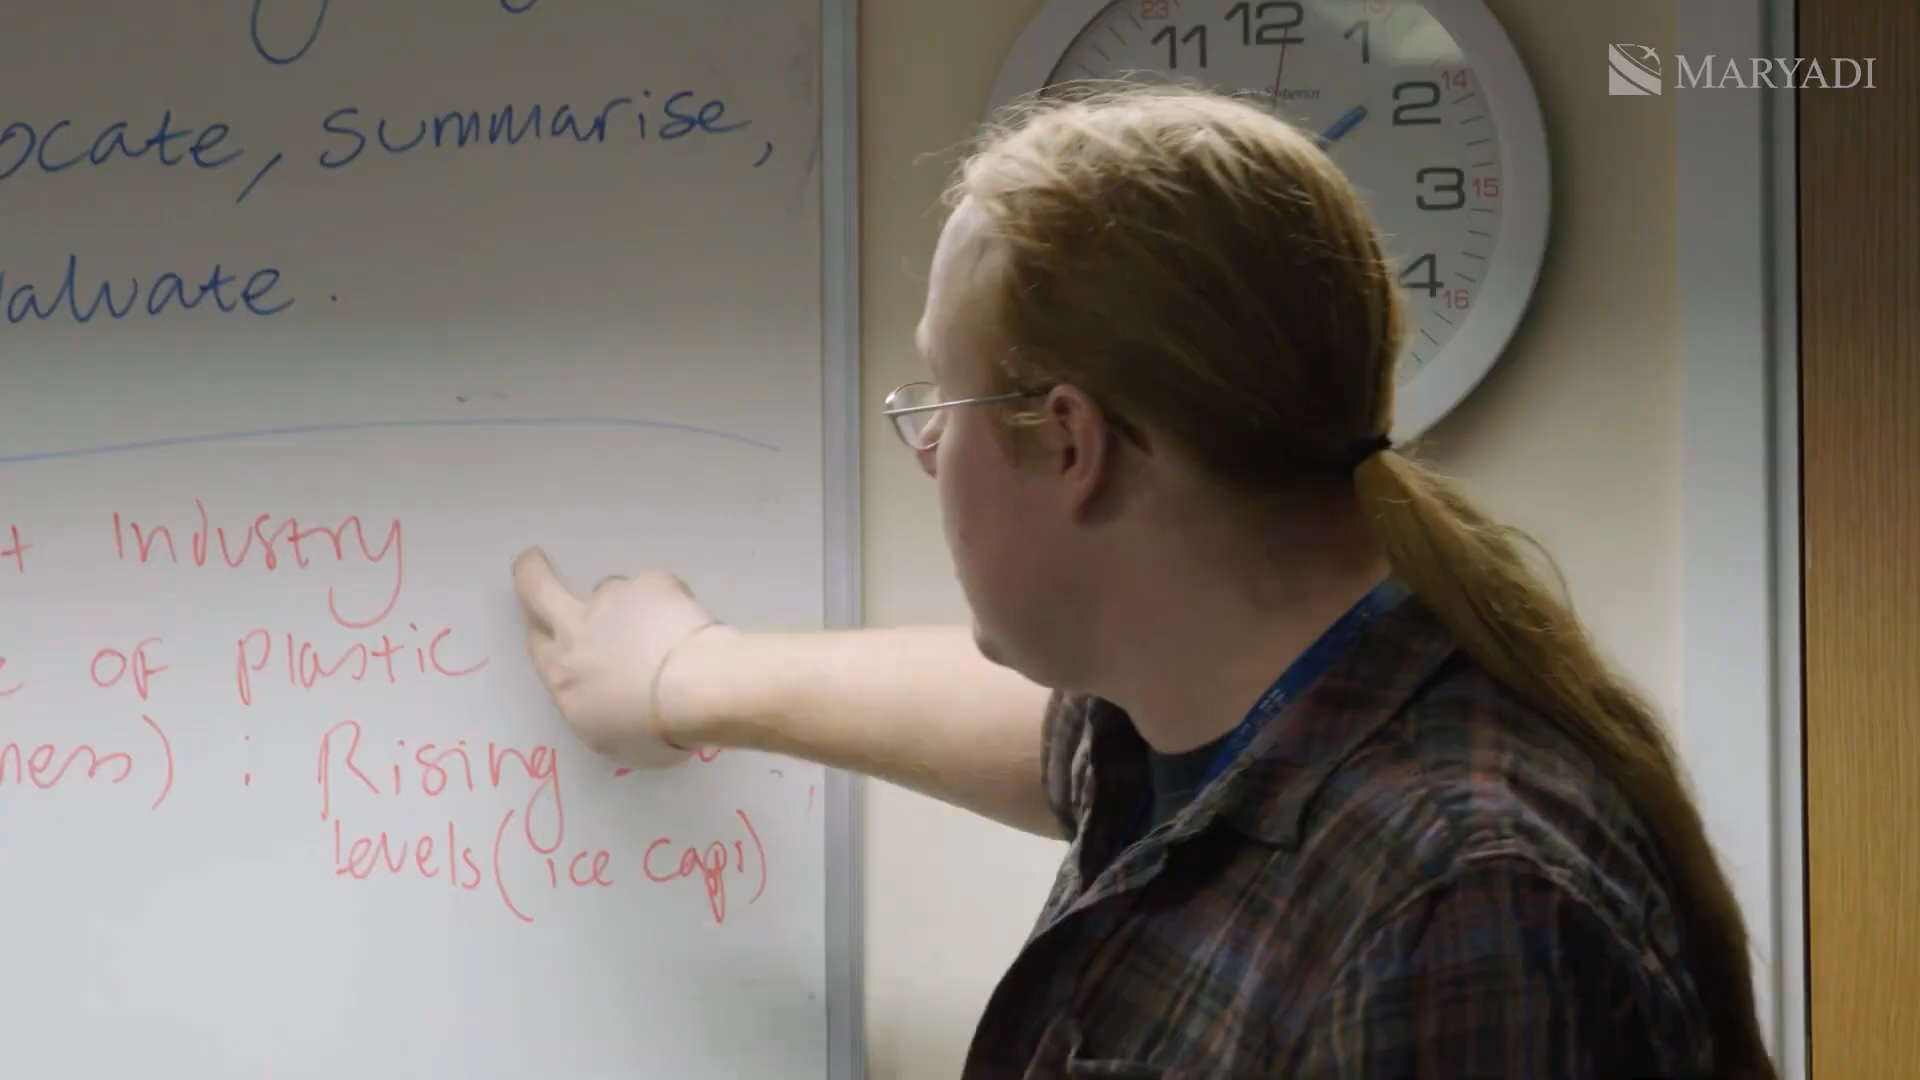 MARYADI
23 12 13
11 1
2 14
3 15
4 16
ocate, summarise,
valuate.
+ Industry
e of plastic
ness) : Rising
levels (ice caps)